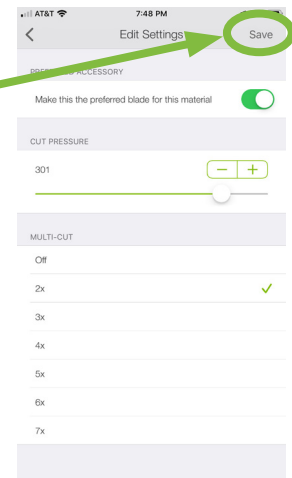 AT&T 7:48 PM
Edit Settings Save
ACCESSORY
Make this the preferred blade for this material
CUT PRESSURE
301 − +
MULTI-CUT
Off
2x
3x
4x
5x
6x
7x